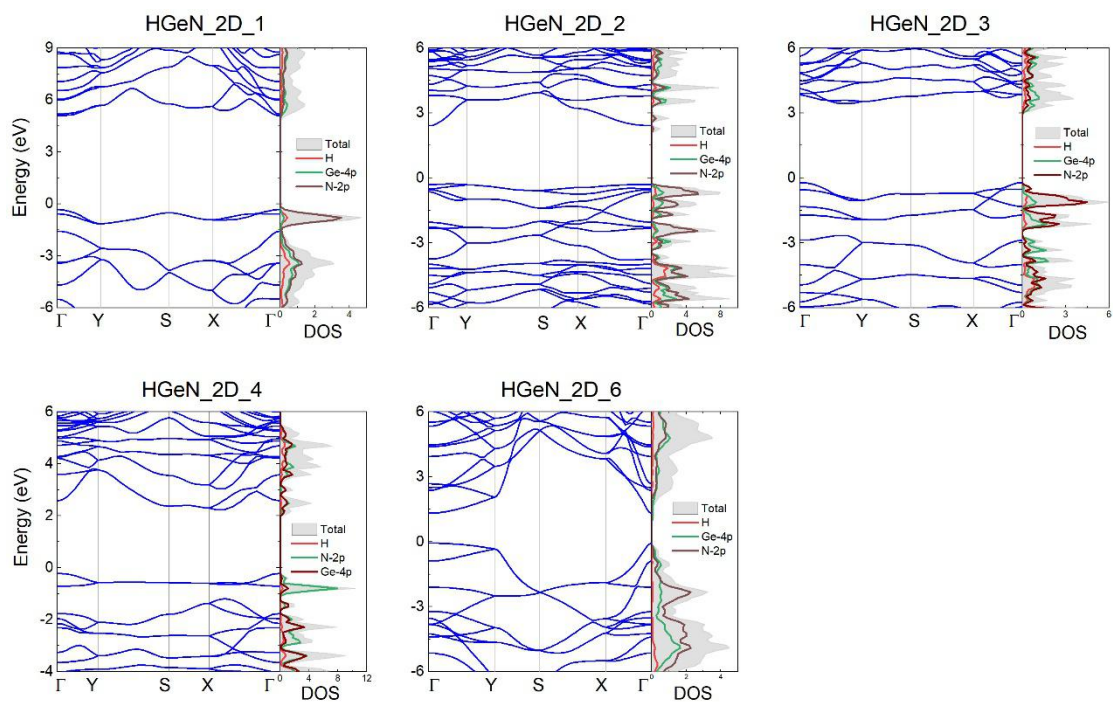 HGeN_2D_1
HGeN_2D_2
HGeN_2D_3
Energy (eV)
9
6
3
0
-3
-6
Total
H
Ge-4p
N-2p
Γ Y S X Γ
0 2 4
DOS
6
3
0
-3
-6
Total
H
Ge-4p
N-2p
Γ Y S X Γ
0 4 8
DOS
6
3
0
-3
-6
Total
H
Ge-4p
N-2p
Γ Y S X Γ
0 3 6
DOS
HGeN_2D_4
HGeN_2D_6
Energy (eV)
6
4
2
0
-2
-4
Total
H
N-2p
Ge-4p
Γ Y S X Γ
0 2 4 6 8 10 12
DOS
6
3
0
-3
-6
Total
H
Ge-4p
N-2p
Γ Y S X Γ
0 2 4
DOS